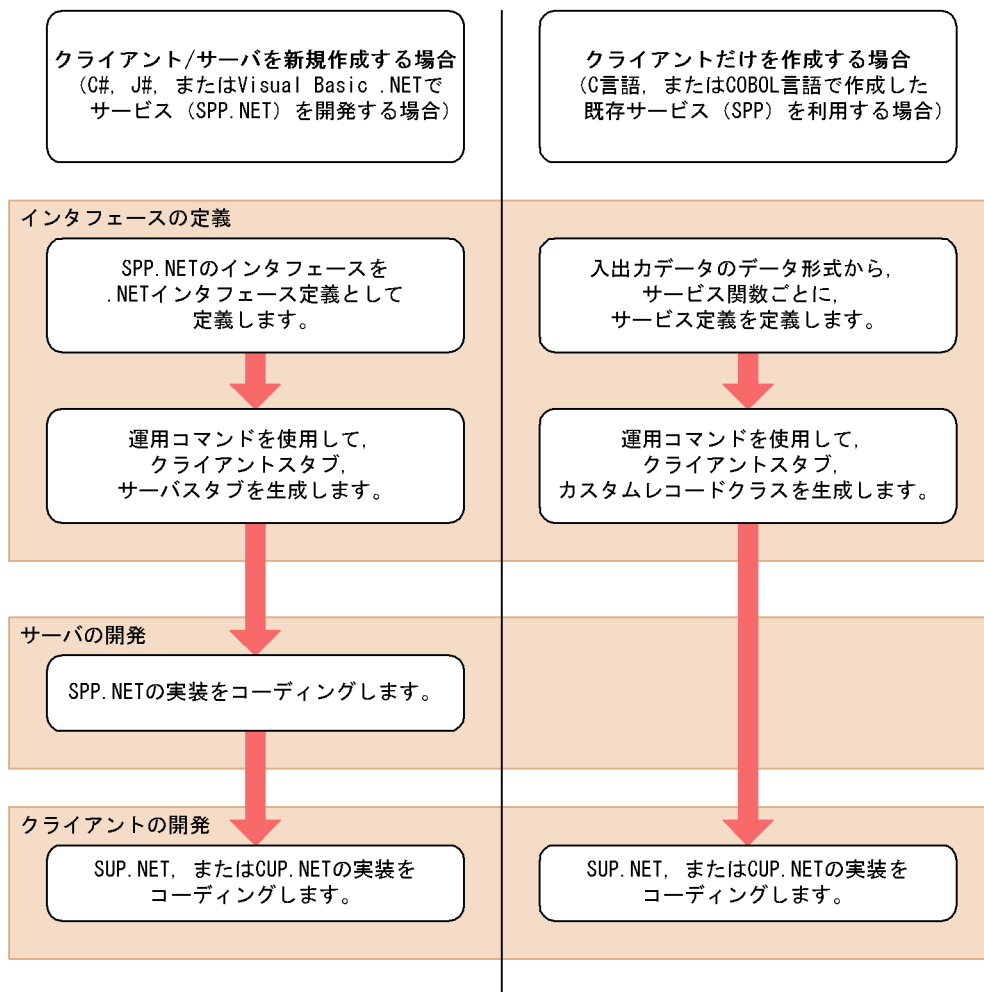 クライアント/サーバを新規作成する場合
(C#, J#, またはVisual Basic .NETで
サービス(SPP.NET)を開発する場合)
クライアントだけを作成する場合
(C言語, またはCOBOL言語で作成した
既存サービス(SPP)を利用する場合)
インタフェースの定義
SPP.NETのインタフェースを
.NETインタフェース定義として
定義します。
入出力データのデータ形式から,
サービス関数ごとに,
サービス定義を定義します。
運用コマンドを使用して,
クライアントスタブ,
サーバスタブを生成します。
運用コマンドを使用して,
クライアントスタブ,
カスタムレコードクラスを生成します。
サーバの開発
SPP.NETの実装をコーディングします。
クライアントの開発
SUP.NET, またはCUP.NETの実装を
コーディングします。
SUP.NET, またはCUP.NETの実装を
コーディングします。